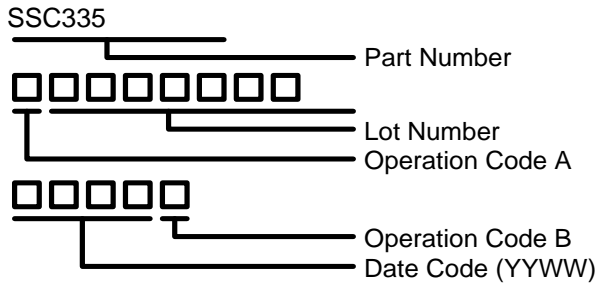 SSC335
Part Number
Lot Number
Operation Code A
Operation Code B
Date Code (YYWW)